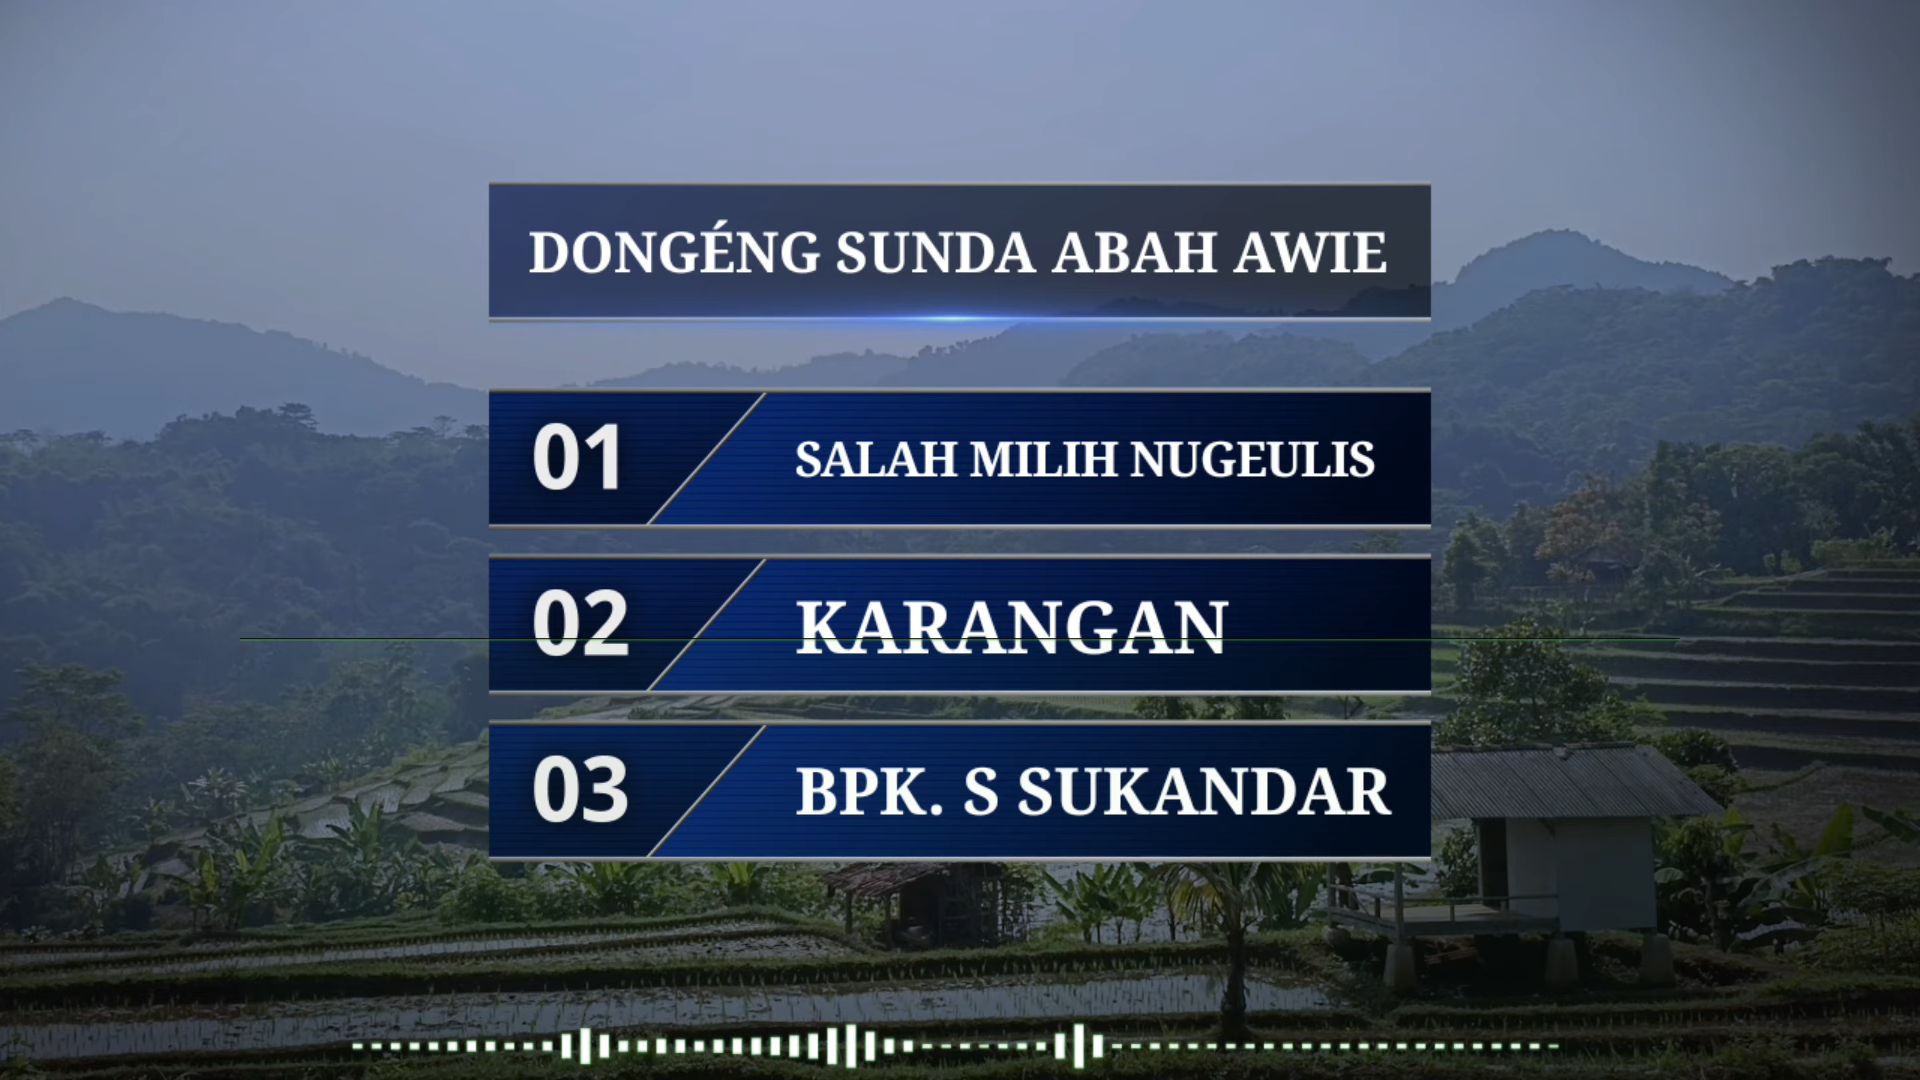 DONGÉNG SUNDA ABAH AWIE
01 SALAH MILIH NUGEULIS
02 KARANGAN
03 BPK. S SUKANDAR